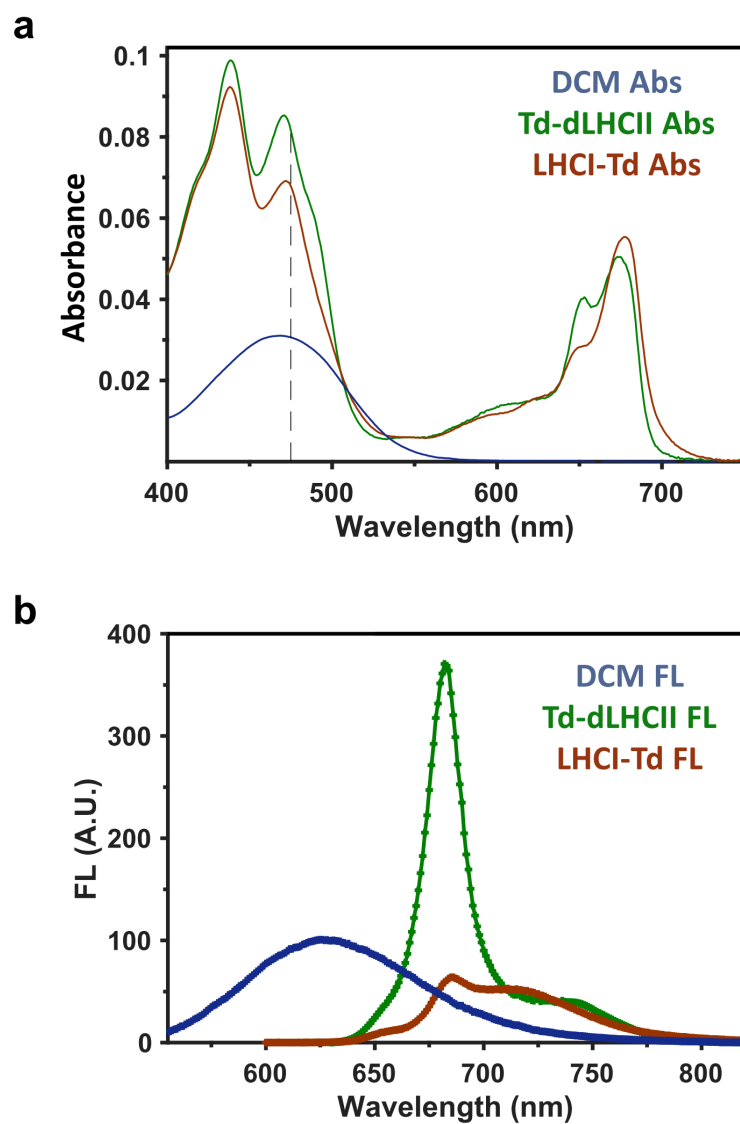 a
0.1
0.08
0.06
0.04
0.02
Absorbance
DCM Abs
Td-dLHCII Abs
LHCI-Td Abs
400 500 600 700
Wavelength (nm)
b
400
300
200
100
0
FL (A.U.)
DCM FL
Td-dLHCII FL
LHCI-Td FL
600 650 700 750 800
Wavelength (nm)